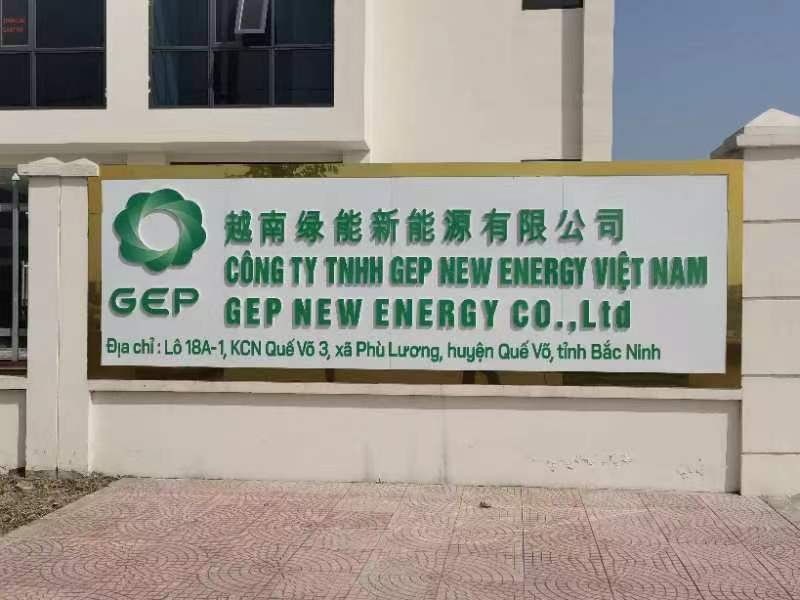 GEP
越南绿能新能源有限公司
CÔNG TY TNHH GEP NEW ENERGY VIỆT NAM
GEP NEW ENERGY CO.,Ltd
Địa chỉ : Lô 18A-1, KCN Quế Võ 3, xã Phù Lương, huyện Quế Võ, tỉnh Bắc Ninh